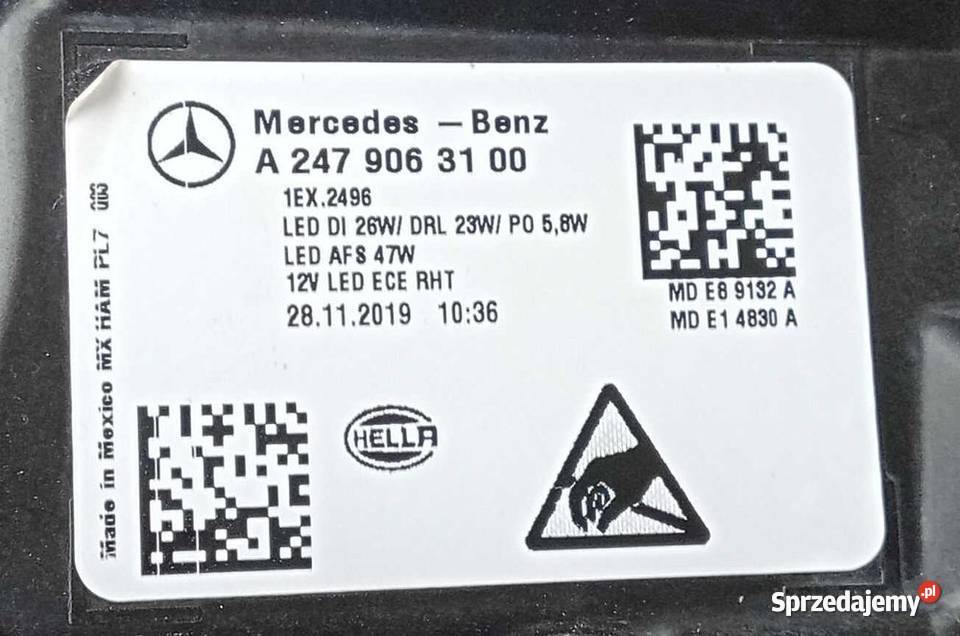 Mercedes - Benz
A 247 906 31 00
1EX.2496
LED DI 26W/ DRL 23W/ PO 5,8W
LED AFS 47W
12V LED ECE RHT
28.11.2019 10:36
MD E8 9132 A
MD E1 4830 A
Made in Mexico MX HAM PL7
HELLA
Sprzedajemy.pl